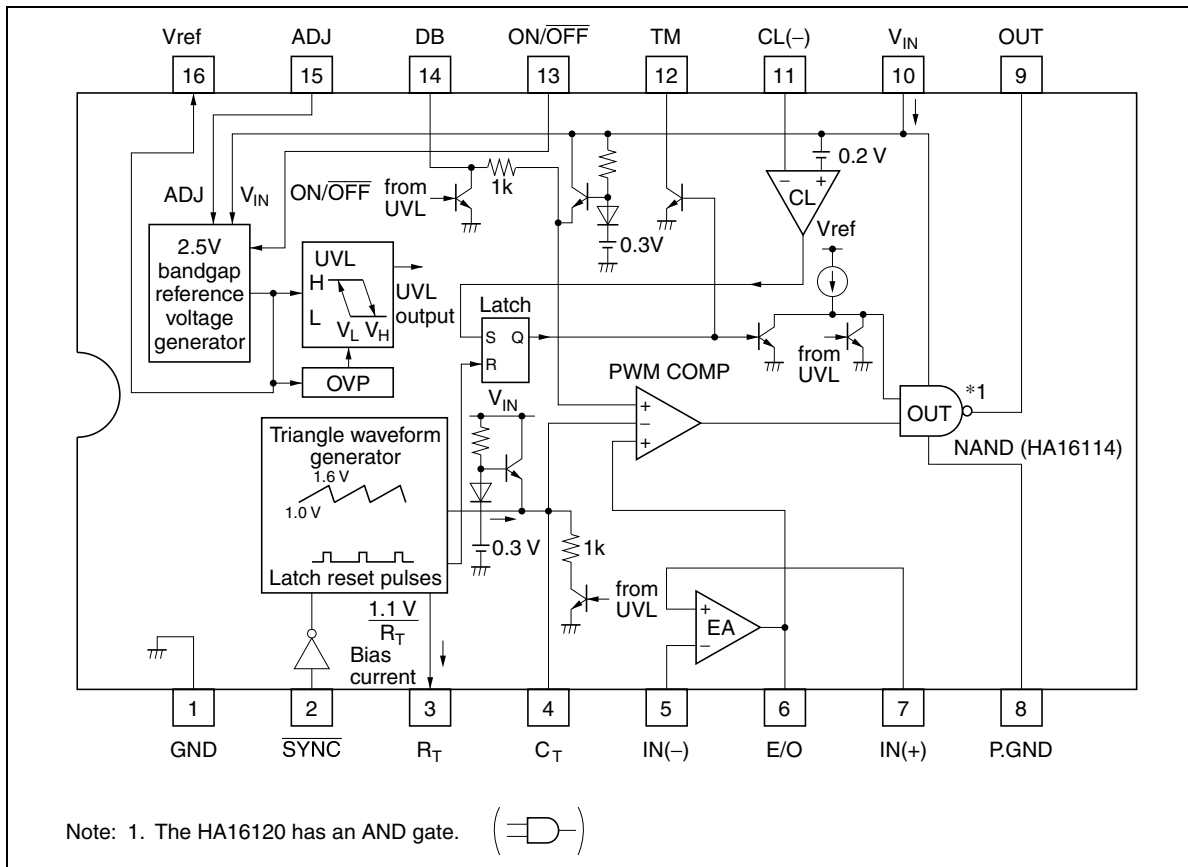 Vref ADJ DB ON/OFF TM CL(−) VIN OUT
16 15 14 13 12 11 10 9
0.2 V
1k
ADJ VIN ON/OFF from
UVL
CL
0.3V
Vref
2.5V
bandgap
reference
voltage
generator
UVL
H
L
VL VH
UVL
output
Latch
S Q
R
from
UVL
OVP
PWM COMP
+
−
+
*1
OUT
NAND (HA16114)
VIN
Triangle waveform
generator
1.6 V
1.0 V
0.3 V
1k
Latch reset pulses
from
UVL
1.1 V
RT
Bias
current
+
EA
−
1 2 3 4 5 6 7 8
GND SYNC RT CT IN(−) E/O IN(+) P.GND
Note: 1. The HA16120 has an AND gate.